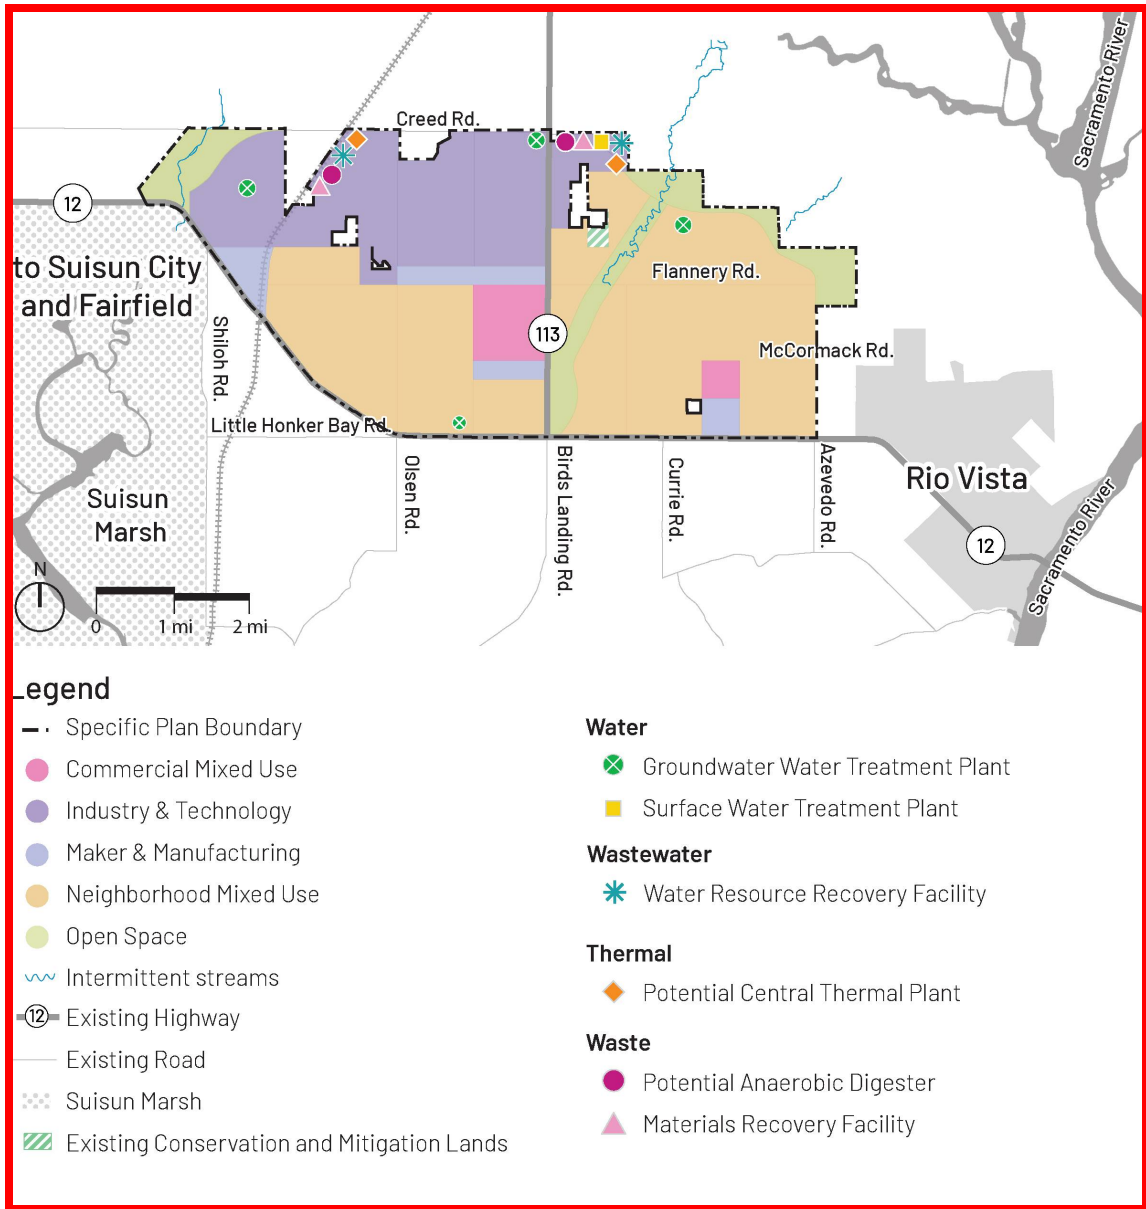 Creed Rd.
Sacramento River
12
to Suisun City
and Fairfield
Flannery Rd.
Shiloh Rd.
113
McCormack Rd.
Little Honker Bay Rd.
Olsen Rd.
Birds Landing Rd.
Currie Rd.
Azevedo Rd.
Rio Vista
Suisun
Marsh
12
Sacramento River
N
0 1 mi 2 mi
Legend
Specific Plan Boundary
Commercial Mixed Use
Industry & Technology
Maker & Manufacturing
Neighborhood Mixed Use
Open Space
Intermittent streams
12 Existing Highway
Existing Road
Suisun Marsh
Existing Conservation and Mitigation Lands
Water
Groundwater Water Treatment Plant
Surface Water Treatment Plant
Wastewater
Water Resource Recovery Facility
Thermal
Potential Central Thermal Plant
Waste
Potential Anaerobic Digester
Materials Recovery Facility